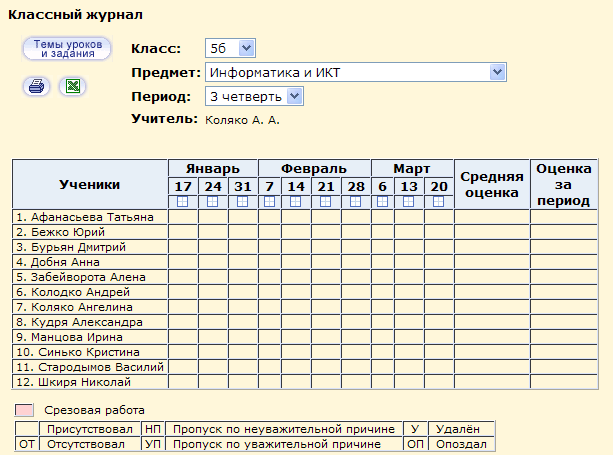 Классный журнал
Темы уроков
и задания
Класс: 5б
Предмет: Информатика и ИКТ
Период: 3 четверть
Учитель: Коляко А. А.
Ученики Январь Февраль Март Средняя оценка Оценка за период
17 24 31 7 14 21 28 6 13 20
1. Афанасьева Татьяна
2. Бежко Юрий
3. Бурьян Дмитрий
4. Добня Анна
5. Забейворота Алена
6. Колодко Андрей
7. Коляко Ангелина
8. Кудря Александра
9. Манцова Ирина
10. Синько Кристина
11. Стародымов Василий
12. Шкиря Николай
Срезовая работа
Присутствовал НП Пропуск по неуважительной причине У Удалён
ОТ Отсутствовал УП Пропуск по уважительной причине ОП Опоздал